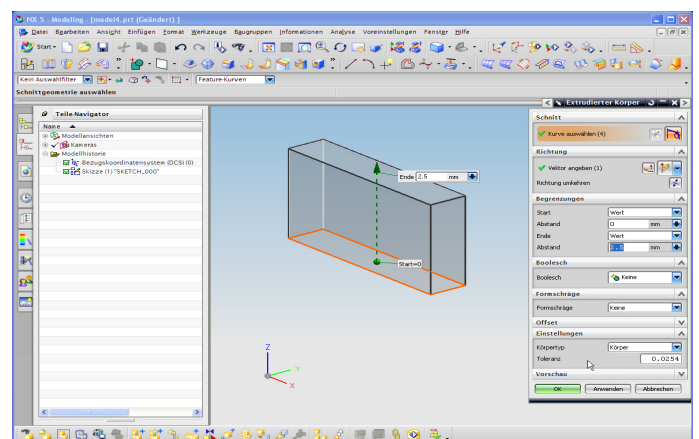 NX 5 - Modeling - [model4.prt (Geändert) ]
Datei Bearbeiten Ansicht Einfügen Format Werkzeuge Baugruppen Informationen Analyse Voreinstellungen Fenster Hilfe
Start
Kein Auswahlfilter
Feature-Kurven
Schnittgeometrie auswählen
Teile-Navigator
Name
Modellansichten
Kameras
Modellhistorie
Bezugskoordinatensystem (DCS) (0)
Skizze (1) "SKETCH_000"
Ende 2.5 mm
Start=0
Z
Y
X
Extrudierter Körper
Schnitt
Kurve auswählen (4)
Richtung
Vektor angeben (1)
Richtung umkehren
Begrenzungen
Start Wert
Abstand 0 mm
Ende Wert
Abstand 2.5 mm
Boolesch
Boolesch Keine
Formschräge
Formschräge Keine
Offset
Einstellungen
Körpertyp Körper
Toleranz 0.0254
Vorschau
OK Anwenden Abbrechen